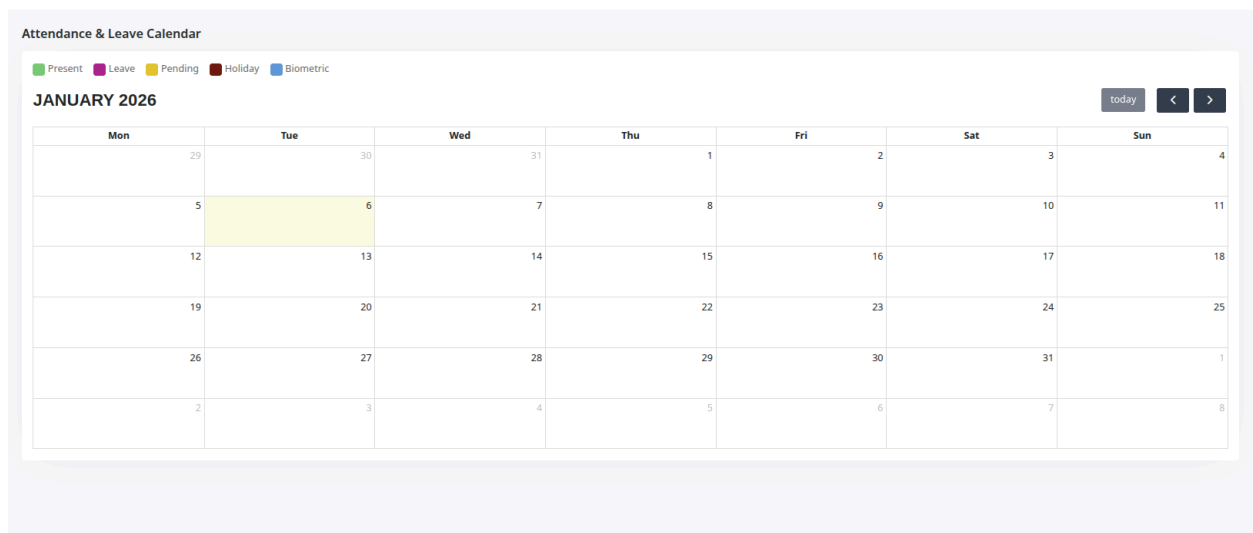 Attendance & Leave Calendar
Present Leave Pending Holiday Biometric
JANUARY 2026
today
Mon Tue Wed Thu Fri Sat Sun
29 30 31 1 2 3 4
5 6 7 8 9 10 11
12 13 14 15 16 17 18
19 20 21 22 23 24 25
26 27 28 29 30 31 1
2 3 4 5 6 7 8